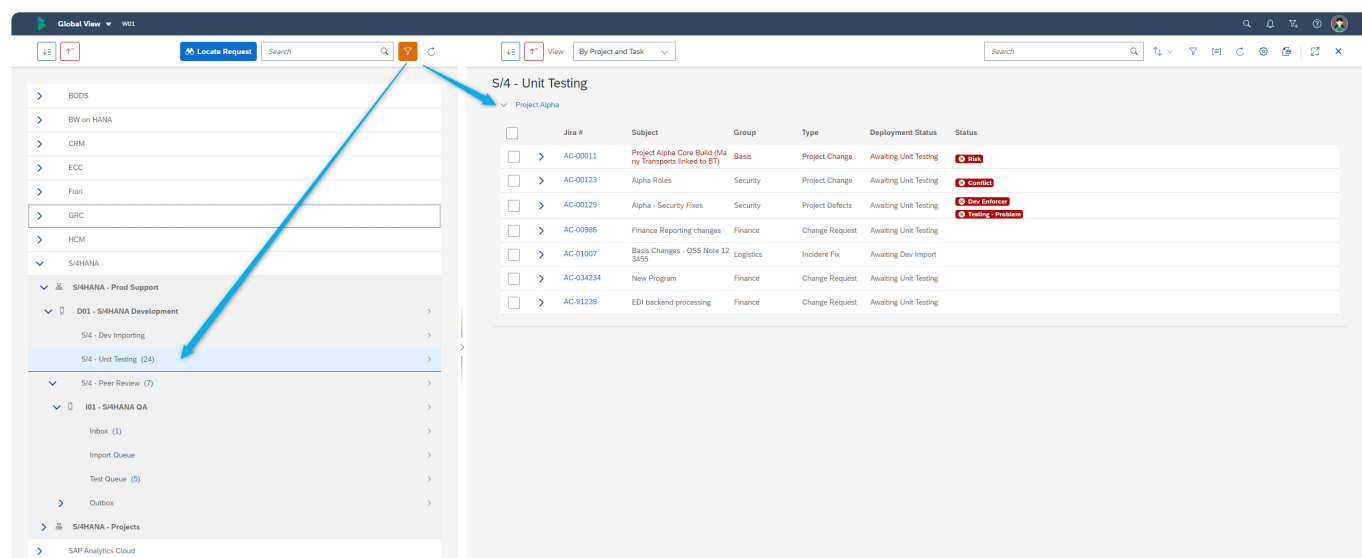 Global View W01
Locate Request Search
View By Project and Task Search
BODS
BW on HANA
CRM
ECC
Fiori
GRC
HCM
S/4HANA
S/4HANA - Prod Support
D01 - S/4HANA Development
S/4 - Dev Importing
S/4 - Unit Testing (24)
S/4 - Peer Review (7)
I01 - S/4HANA QA
Inbox (1)
Import Queue
Test Queue (5)
Outbox
S/4HANA - Projects
SAP Analytics Cloud
S/4 - Unit Testing
Project Alpha
Jira # Subject Group Type Deployment Status Status
AC-00011 Project Alpha Core Build (Ma Basis Project Change Awaiting Unit Testing Risk
ny Transports linked to BT)
AC-00123 Alpha Roles Security Project Change Awaiting Unit Testing Conflict
AC-00129 Alpha - Security Fixes Security Project Defects Awaiting Unit Testing Dev Enforcer
Testing - Problem
AC-00986 Finance Reporting changes Finance Change Request Awaiting Unit Testing
AC-01007 Basis Changes - OSS Note 12 Logistics Incident Fix Awaiting Dev Import
3455
AC-034234 New Program Finance Change Request Awaiting Unit Testing
AC-91239 EDI backend processing Finance Change Request Awaiting Unit Testing